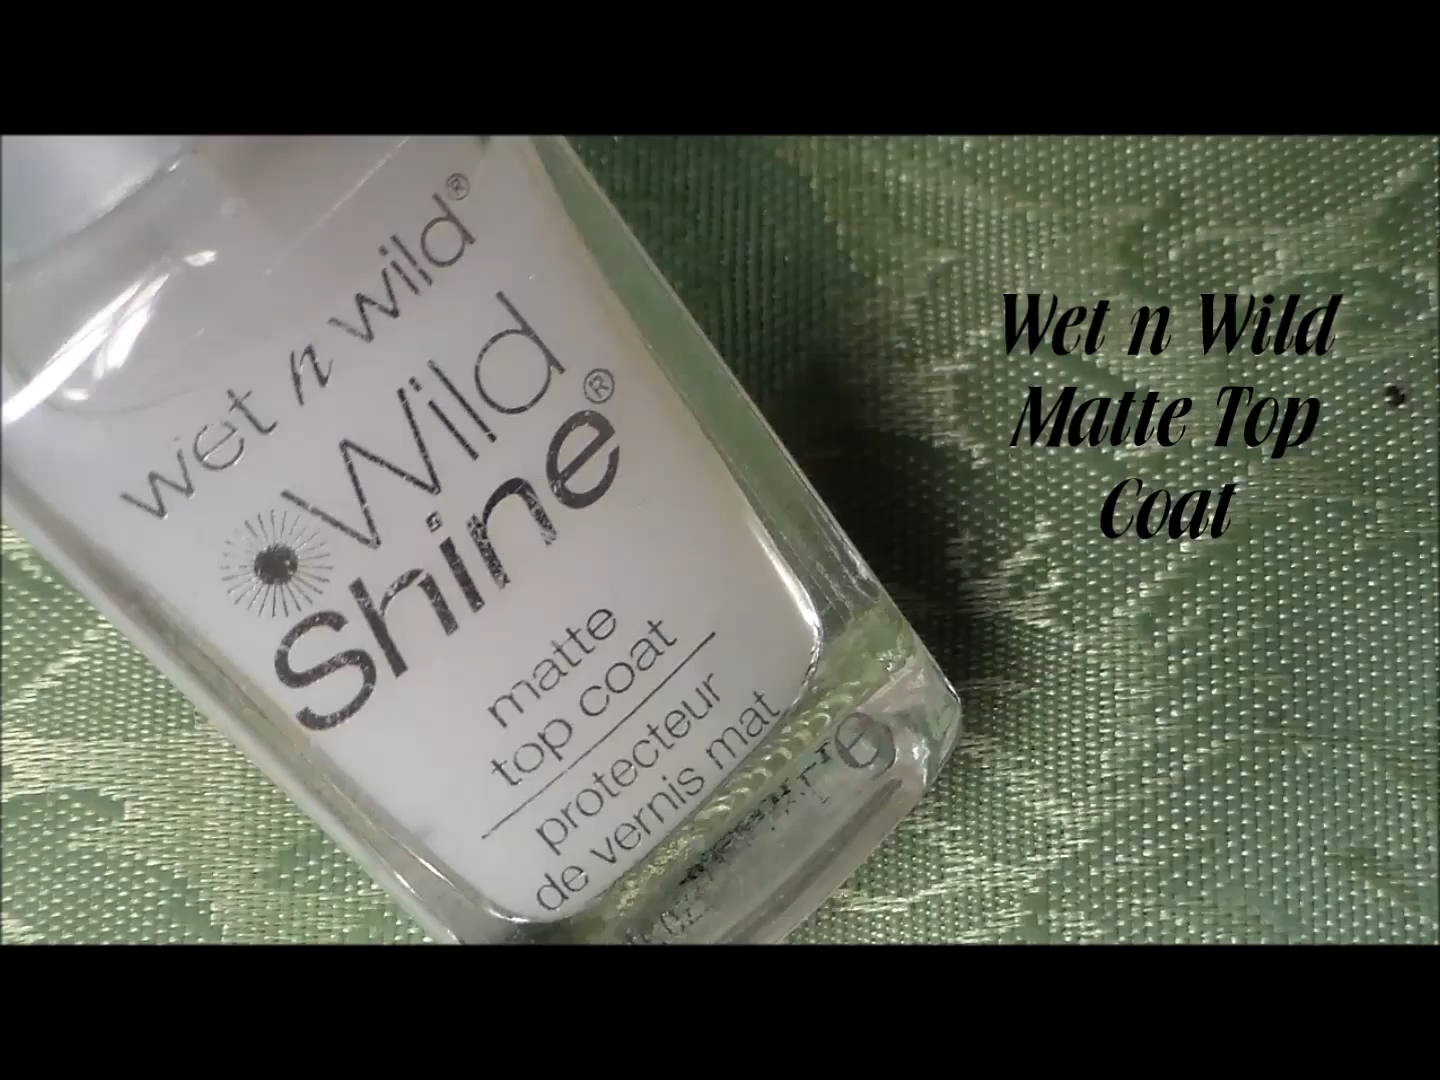 wet n wild®
Wild
shine®
matte
top coat
protecteur
de vernis mat
Wet n Wild
Matte Top
Coat